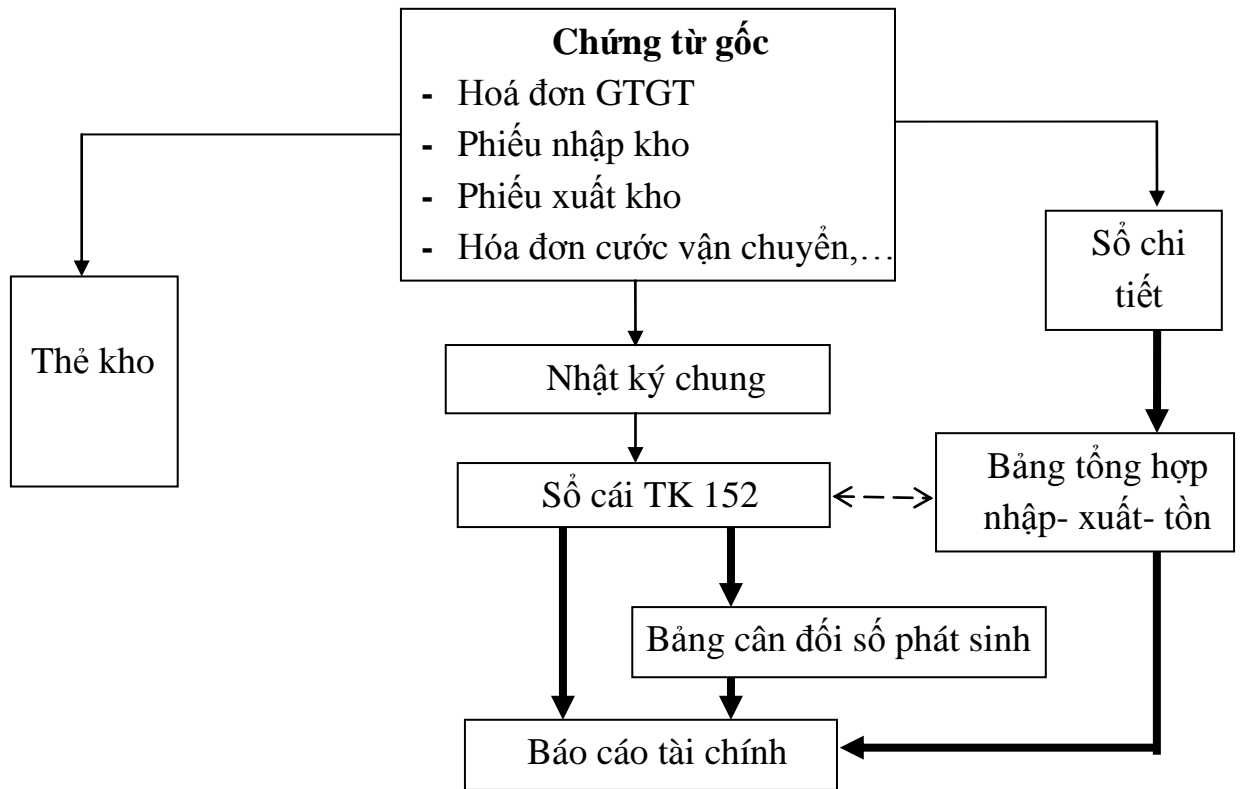 Chứng từ gốc
- Hoá đơn GTGT
- Phiếu nhập kho
- Phiếu xuất kho
- Hóa đơn cước vận chuyển,…
Sổ chi
tiết
Thẻ kho
Nhật ký chung
Sổ cái TK 152
Bảng tổng hợp
nhập- xuất- tồn
Bảng cân đối số phát sinh
Báo cáo tài chính